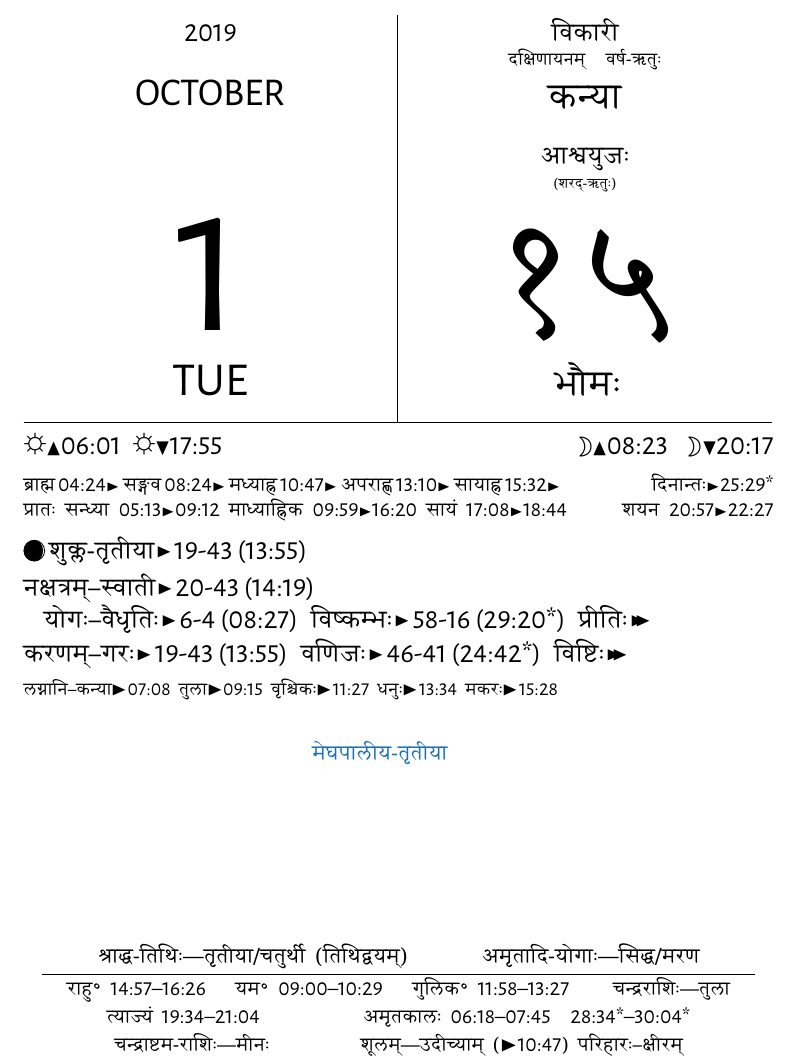 2019
OCTOBER
1
TUE
विकारी
दक्षिणायनम् वर्ष-ऋतुः
कन्या
आश्वयुजः
(शरद्-ऋतुः)
१५
भौमः
☼▲06:01 ☼▼17:55 ☽▲08:23 ☽▼20:17
ब्राह्म 04:24► सङ्गव 08:24► मध्याह्न 10:47► अपराह्ण 13:10► सायाह्न 15:32► दिनान्तः►25:29*
प्रातः सन्ध्या 05:13►09:12 माध्याह्निक 09:59►16:20 सायं 17:08►18:44 शयन 20:57►22:27
शुक्ल-तृतीया►19-43 (13:55)
नक्षत्रम्–स्वाती►20-43 (14:19)
योगः–वैधृतिः►6-4 (08:27) विष्कम्भः►58-16 (29:20*) प्रीतिः►►
करणम्–गरः►19-43 (13:55) वणिजः►46-41 (24:42*) विष्टिः►►
लग्नानि–कन्या►07:08 तुला►09:15 वृश्चिकः►11:27 धनुः►13:34 मकरः►15:28
मेघपालीय-तृतीया
श्राद्ध-तिथिः—तृतीया/चतुर्थी (तिथिद्वयम्) अमृतादि-योगाः—सिद्ध/मरण
राहु° 14:57–16:26 यम° 09:00–10:29 गुलिक° 11:58–13:27 चन्द्रराशिः—तुला
त्याज्यं 19:34–21:04 अमृतकालः 06:18–07:45 28:34*–30:04*
चन्द्राष्टम-राशिः—मीनः शूलम्—उदीच्याम् (►10:47) परिहारः–क्षीरम्